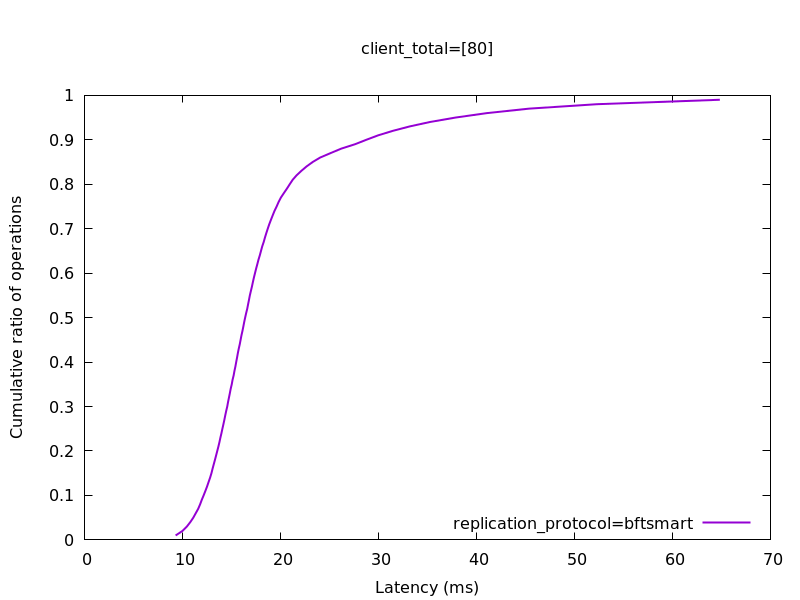 client_total=[80]
1
0.9
0.8
0.7
0.6
0.5
0.4
0.3
0.2
0.1
0
Cumulative ratio of operations
replication_protocol=bftsmart
0 10 20 30 40 50 60 70
Latency (ms)